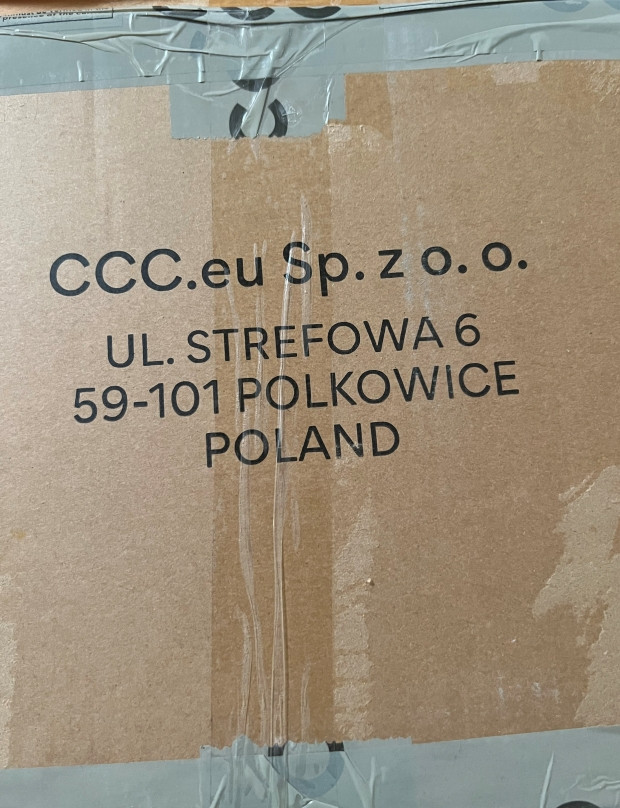 CCC.eu Sp. z o. o.
UL. STREFOWA 6
59-101 POLKOWICE
POLAND